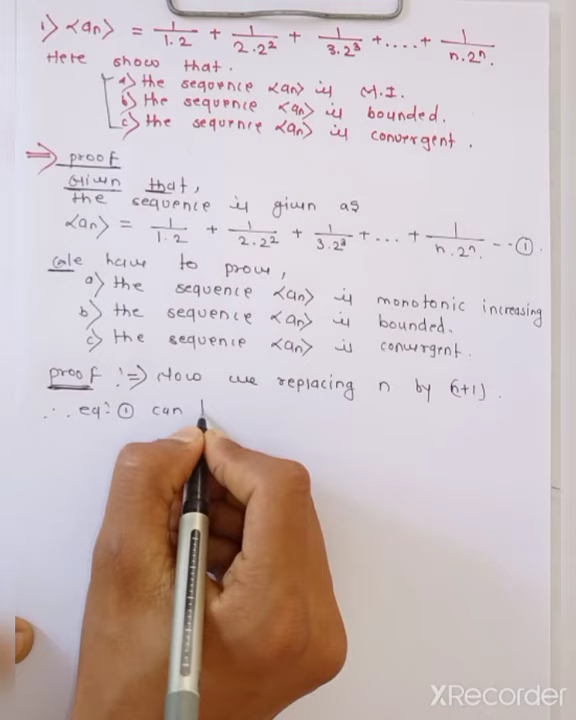 1) <an> = 1/1.2 + 1/2.2² + 1/3.2³ + .... + 1/n.2ⁿ.
Here show that.
a) the sequence <an> is M.I.
b) the sequence <an> is bounded.
c) the sequence <an> is convergent.
⇒ proof
Given that,
the sequence is given as
<an> = 1/1.2 + 1/2.2² + 1/3.2³ + ... + 1/n.2ⁿ. -- ①.
we have to prove,
a) the sequence <an> is monotonic increasing
b) the sequence <an> is bounded.
c) the sequence <an> is convergent.
proof :⇒ Now we replacing n by (n+1).
∴ eqⁿ ① can
XRecorder